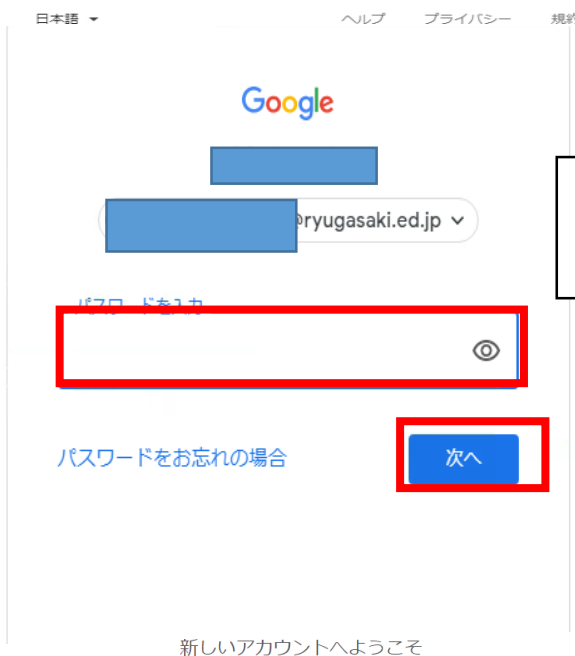 日本語
ヘルプ プライバシー 規約
Google
@ryugasaki.ed.jp
パスワードを入力
パスワードをお忘れの場合
次へ
新しいアカウントへようこそ